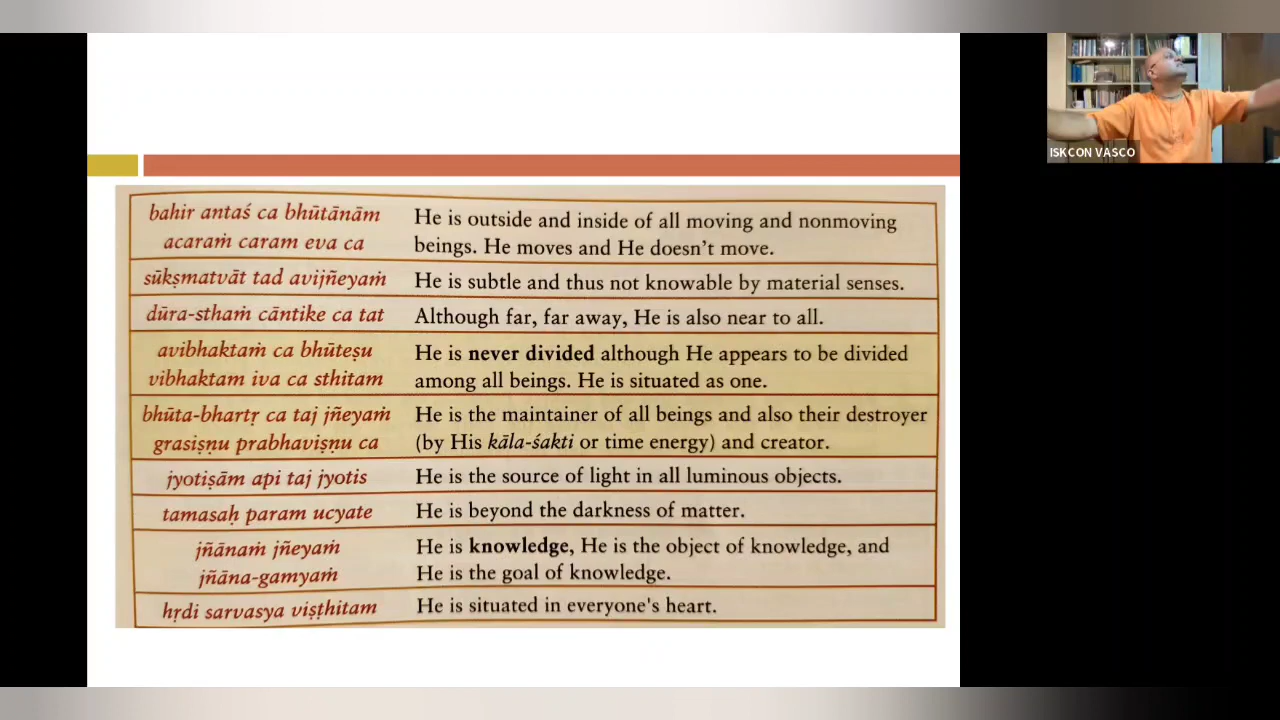 ISKCON VASCO
bahir antaś ca bhūtānām
acaraṁ caram eva ca
He is outside and inside of all moving and nonmoving
beings. He moves and He doesn't move.
sūkṣmatvāt tad avijñeyaṁ
He is subtle and thus not knowable by material senses.
dūra-sthaṁ cāntike ca tat
Although far, far away, He is also near to all.
avibhaktaṁ ca bhūteṣu
vibhaktam iva ca sthitam
He is never divided although He appears to be divided
among all beings. He is situated as one.
bhūta-bhartṛ ca taj jñeyaṁ
grasiṣṇu prabhaviṣṇu ca
He is the maintainer of all beings and also their destroyer
(by His kāla-śakti or time energy) and creator.
jyotiṣām api taj jyotis
He is the source of light in all luminous objects.
tamasaḥ param ucyate
He is beyond the darkness of matter.
jñānaṁ jñeyaṁ
jñāna-gamyaṁ
He is knowledge, He is the object of knowledge, and
He is the goal of knowledge.
hṛdi sarvasya viṣṭhitam
He is situated in everyone's heart.